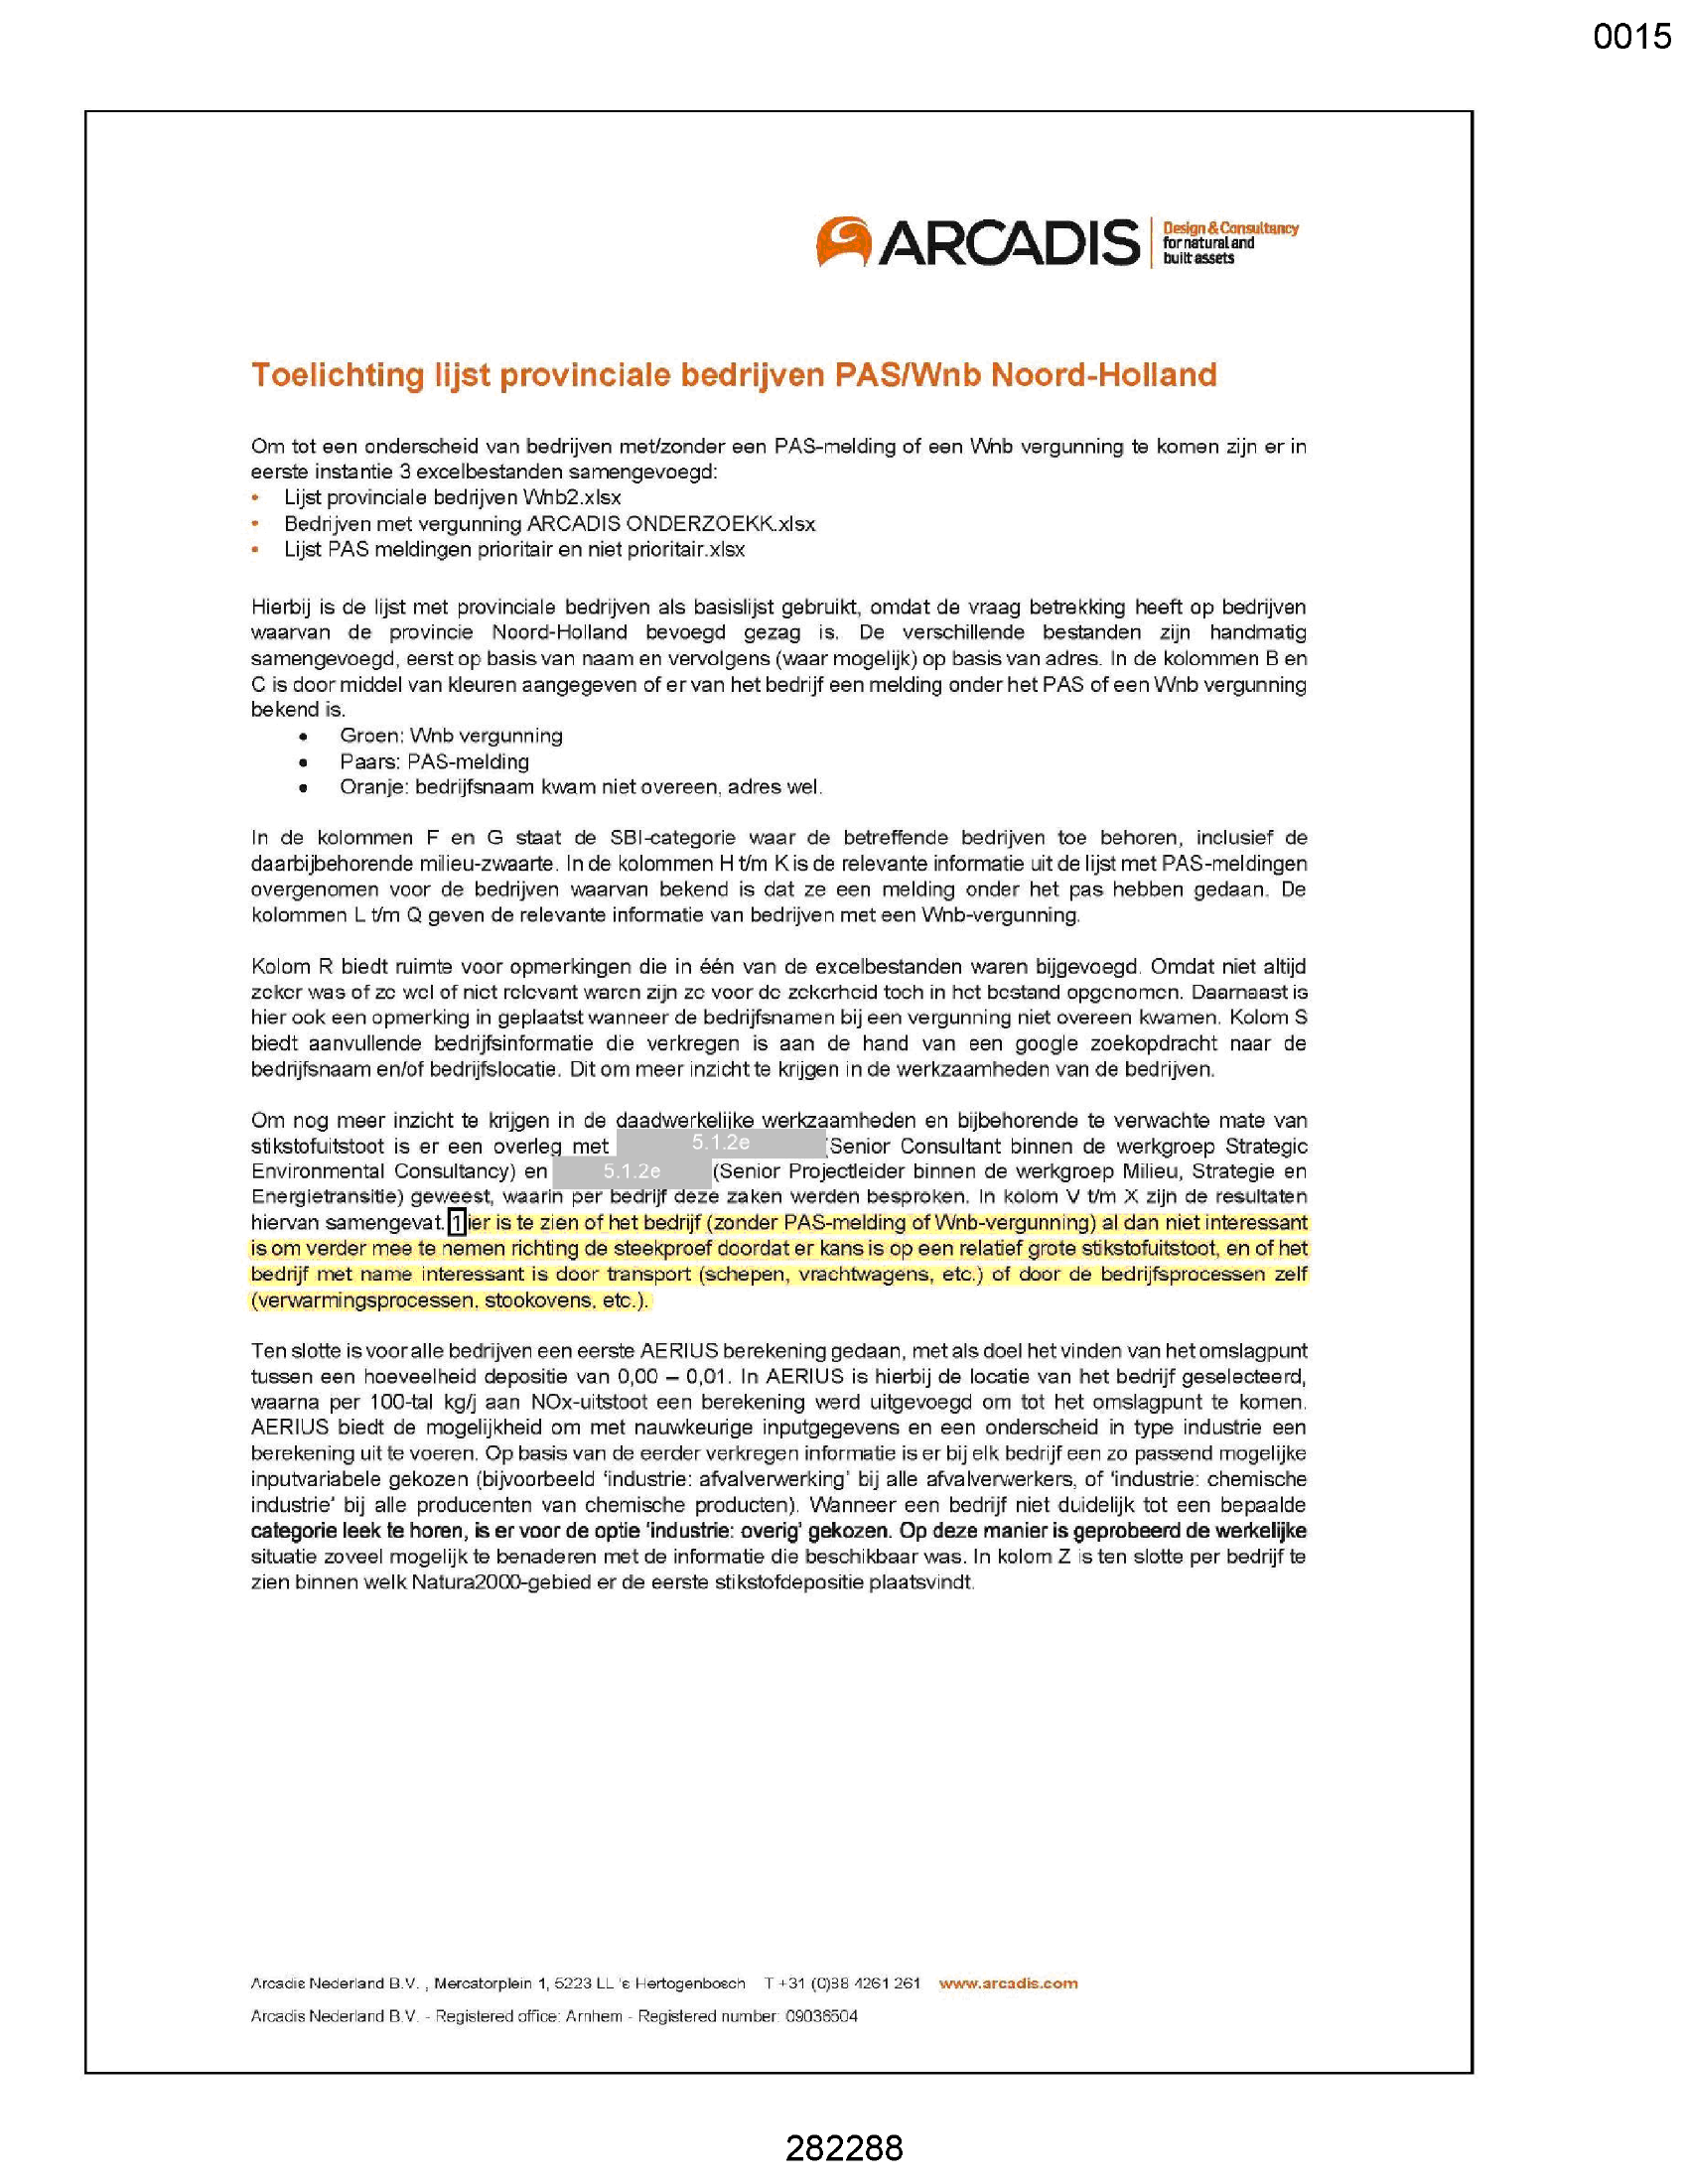 0015
ARCADIS
Design & Consultancy
for natural and
built assets
Toelichting lijst provinciale bedrijven PAS/Wnb Noord-Holland
Om tot een onderscheid van bedrijven met/zonder een PAS-melding of een Wnb vergunning te komen zijn er in
eerste instantie 3 excelbestanden samengevoegd:
• Lijst provinciale bedrijven Wnb2.xlsx
• Bedrijven met vergunning ARCADIS ONDERZOEKK.xlsx
• Lijst PAS meldingen prioritair en niet prioritair.xlsx
Hierbij is de lijst met provinciale bedrijven als basislijst gebruikt, omdat de vraag betrekking heeft op bedrijven
waarvan de provincie Noord-Holland bevoegd gezag is. De verschillende bestanden zijn handmatig
samengevoegd, eerst op basis van naam en vervolgens (waar mogelijk) op basis van adres. In de kolommen B en
C is door middel van kleuren aangegeven of er van het bedrijf een melding onder het PAS of een Wnb vergunning
bekend is.
• Groen: Wnb vergunning
• Paars: PAS-melding
• Oranje: bedrijfsnaam kwam niet overeen, adres wel.
In de kolommen F en G staat de SBI-categorie waar de betreffende bedrijven toe behoren, inclusief de
daarbijbehorende milieu-zwaarte. In de kolommen H t/m K is de relevante informatie uit de lijst met PAS-meldingen
overgenomen voor de bedrijven waarvan bekend is dat ze een melding onder het pas hebben gedaan. De
kolommen L t/m Q geven de relevante informatie van bedrijven met een Wnb-vergunning.
Kolom R biedt ruimte voor opmerkingen die in één van de excelbestanden waren bijgevoegd. Omdat niet altijd
zeker was of ze wel of niet relevant waren zijn ze voor de zekerheid toch in het bestand opgenomen. Daarnaast is
hier ook een opmerking in geplaatst wanneer de bedrijfsnamen bij een vergunning niet overeen kwamen. Kolom S
biedt aanvullende bedrijfsinformatie die verkregen is aan de hand van een google zoekopdracht naar de
bedrijfsnaam en/of bedrijfslocatie. Dit om meer inzicht te krijgen in de werkzaamheden van de bedrijven.
Om nog meer inzicht te krijgen in de daadwerkelijke werkzaamheden en bijbehorende te verwachte mate van
stikstofuitstoot is er een overleg met 5.1.2e (Senior Consultant binnen de werkgroep Strategic
Environmental Consultancy) en 5.1.2e (Senior Projectleider binnen de werkgroep Milieu, Strategie en
Energietransitie) geweest, waarin per bedrijf deze zaken werden besproken. In kolom V t/m X zijn de resultaten
hiervan samengevat. 1 ier is te zien of het bedrijf (zonder PAS-melding of Wnb-vergunning) al dan niet interessant
is om verder mee te nemen richting de steekproef doordat er kans is op een relatief grote stikstofuitstoot, en of het
bedrijf met name interessant is door transport (schepen, vrachtwagens, etc.) of door de bedrijfsprocessen zelf
(verwarmingsprocessen, stookovens, etc.).
Ten slotte is voor alle bedrijven een eerste AERIUS berekening gedaan, met als doel het vinden van het omslagpunt
tussen een hoeveelheid depositie van 0,00 – 0,01. In AERIUS is hierbij de locatie van het bedrijf geselecteerd,
waarna per 100-tal kg/j aan NOx-uitstoot een berekening werd uitgevoegd om tot het omslagpunt te komen.
AERIUS biedt de mogelijkheid om met nauwkeurige inputgegevens en een onderscheid in type industrie een
berekening uit te voeren. Op basis van de eerder verkregen informatie is er bij elk bedrijf een zo passend mogelijke
inputvariabele gekozen (bijvoorbeeld ‘industrie: afvalverwerking’ bij alle afvalverwerkers, of ‘industrie: chemische
industrie’ bij alle producenten van chemische producten). Wanneer een bedrijf niet duidelijk tot een bepaalde
categorie leek te horen, is er voor de optie ‘industrie: overig’ gekozen. Op deze manier is geprobeerd de werkelijke
situatie zoveel mogelijk te benaderen met de informatie die beschikbaar was. In kolom Z is ten slotte per bedrijf te
zien binnen welk Natura2000-gebied er de eerste stikstofdepositie plaatsvindt.
Arcadis Nederland B.V. , Mercatorplein 1, 5223 LL 's Hertogenbosch T +31 (0)88 4261 261 www.arcadis.com
Arcadis Nederland B.V. - Registered office: Arnhem - Registered number: 09036504
282288